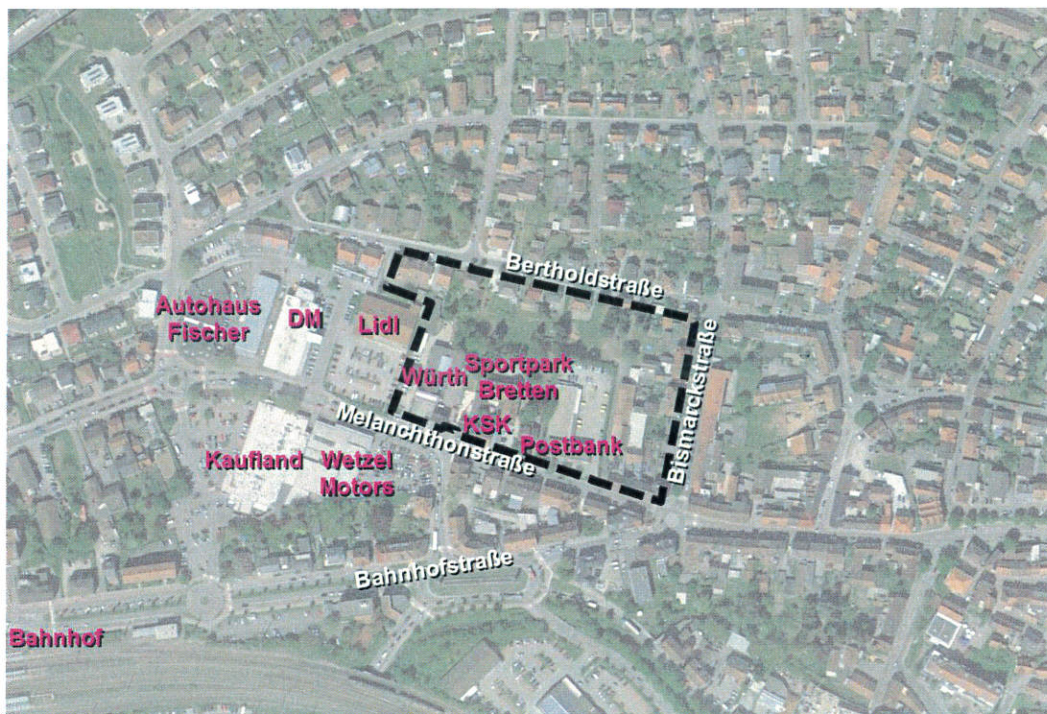 Bertholdstraße
Autohaus
Fischer
DM
Lidl
Bismarckstraße
Würth
Sportpark
Bretten
KSK
Melanchthonstraße
Postbank
Kaufland
Wetzel
Motors
Bahnhofstraße
Bahnhof